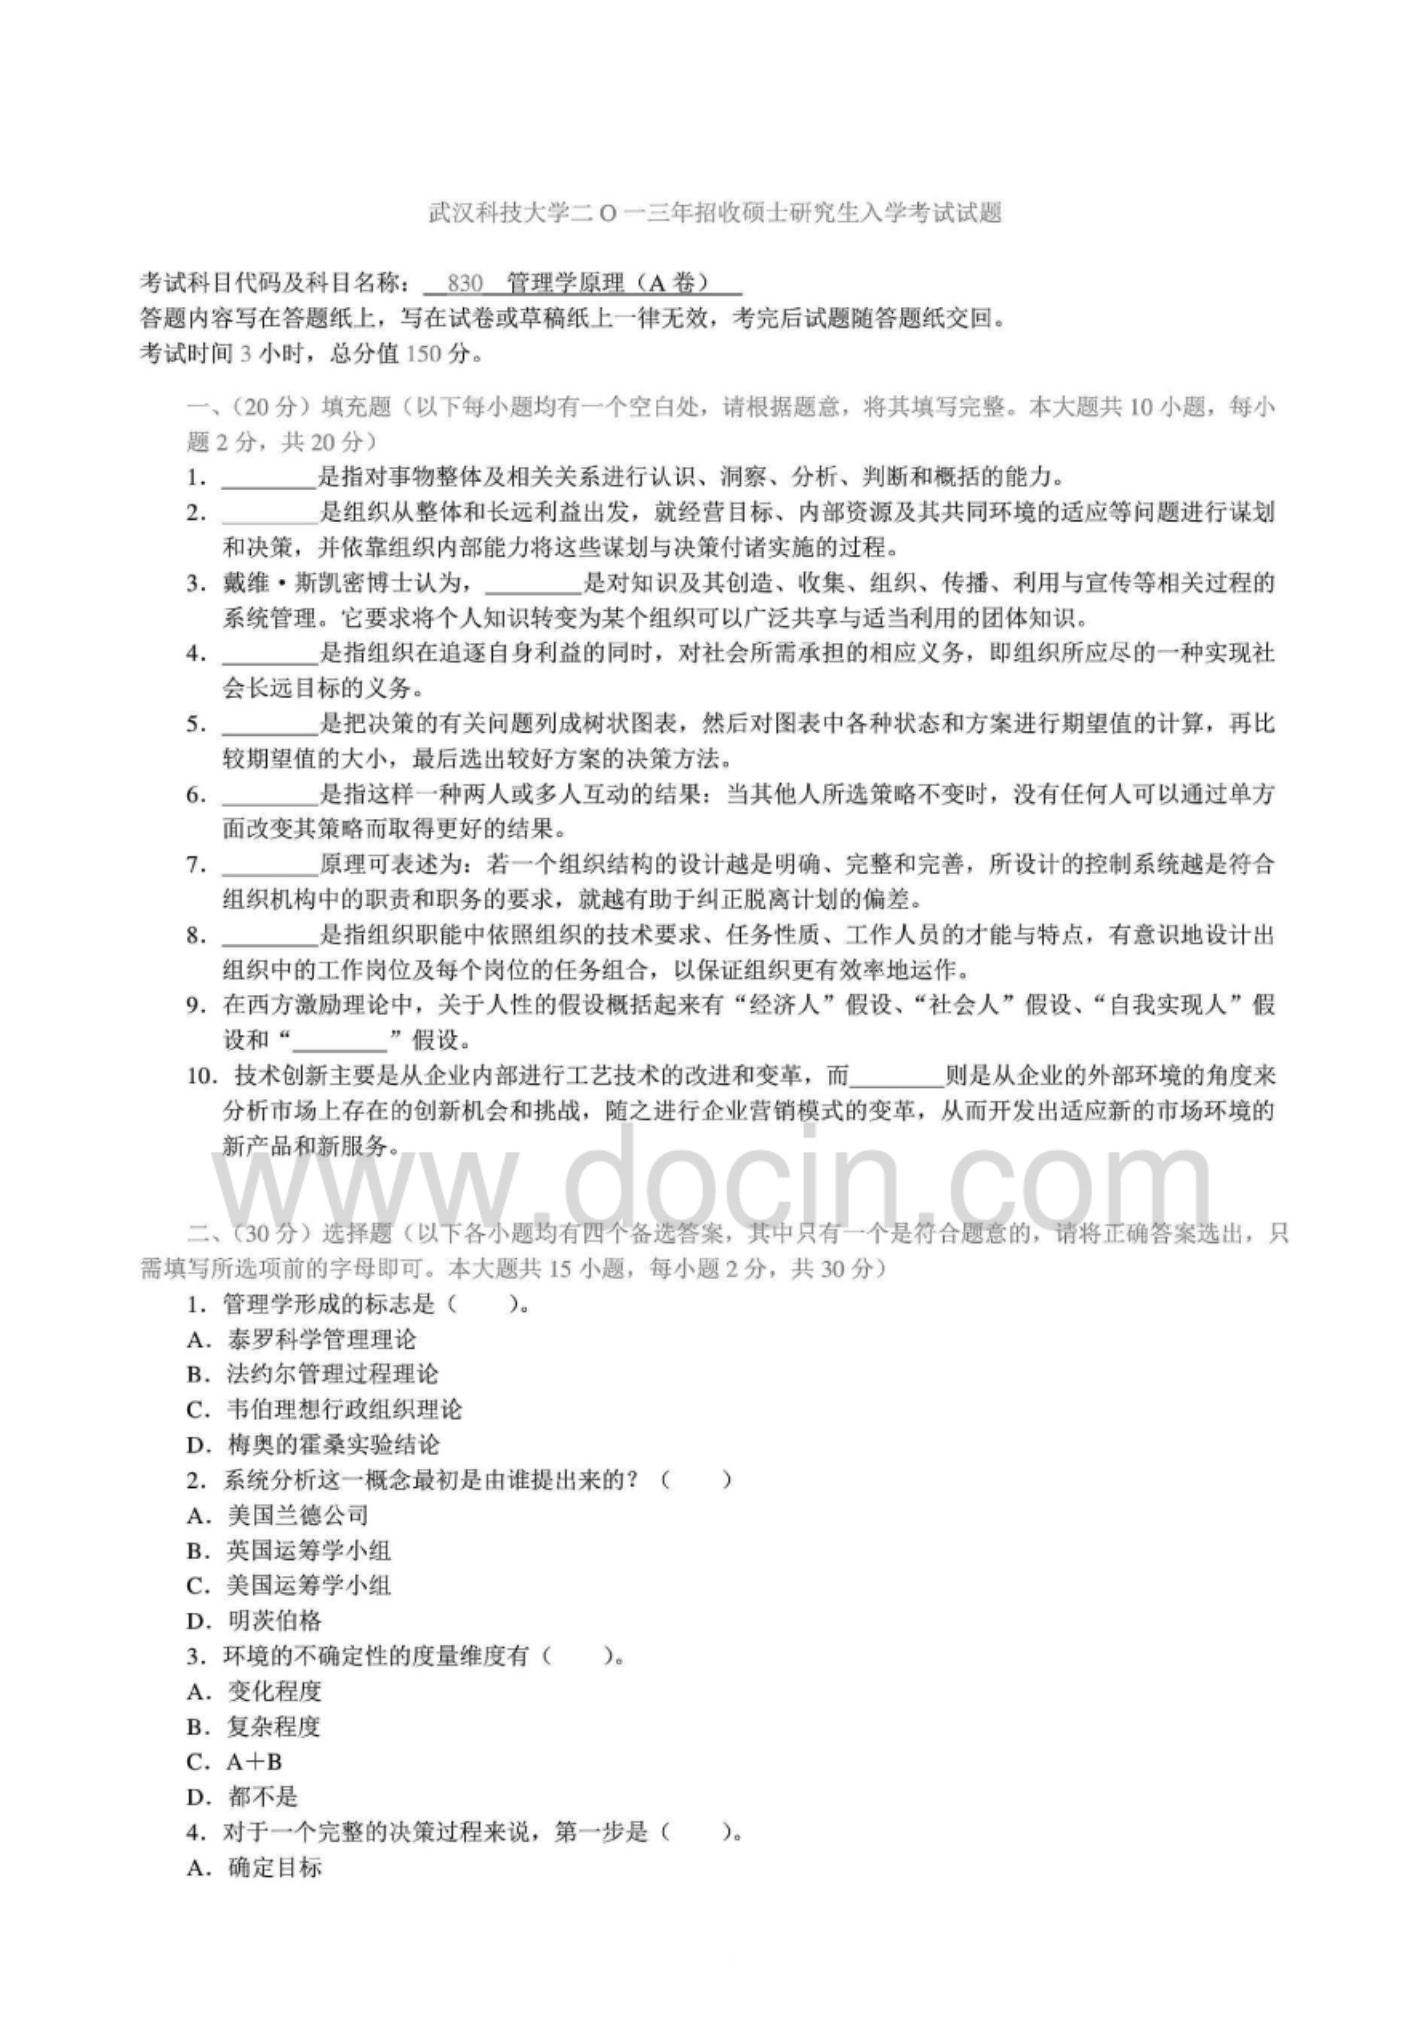 武汉科技大学二O一三年招收硕士研究生入学考试试题
考试科目代码及科目名称： 830 管理学原理（A 卷）
答题内容写在答题纸上，写在试卷或草稿纸上一律无效，考完后试题随答题纸交回。
考试时间 3 小时，总分值 150 分。
一、（20 分）填充题（以下每小题均有一个空白处，请根据题意，将其填写完整。本大题共 10 小题，每小
题 2 分，共 20 分）
1．________是指对事物整体及相关关系进行认识、洞察、分析、判断和概括的能力。
2．________是组织从整体和长远利益出发，就经营目标、内部资源及其共同环境的适应等问题进行谋划
和决策，并依靠组织内部能力将这些谋划与决策付诸实施的过程。
3．戴维·斯凯密博士认为，________是对知识及其创造、收集、组织、传播、利用与宣传等相关过程的
系统管理。它要求将个人知识转变为某个组织可以广泛共享与适当利用的团体知识。
4．________是指组织在追逐自身利益的同时，对社会所需承担的相应义务，即组织所应尽的一种实现社
会长远目标的义务。
5．________是把决策的有关问题列成树状图表，然后对图表中各种状态和方案进行期望值的计算，再比
较期望值的大小，最后选出较好方案的决策方法。
6．________是指这样一种两人或多人互动的结果：当其他人所选策略不变时，没有任何人可以通过单方
面改变其策略而取得更好的结果。
7．________原理可表述为：若一个组织结构的设计越是明确、完整和完善，所设计的控制系统越是符合
组织机构中的职责和职务的要求，就越有助于纠正脱离计划的偏差。
8．________是指组织职能中依照组织的技术要求、任务性质、工作人员的才能与特点，有意识地设计出
组织中的工作岗位及每个岗位的任务组合，以保证组织更有效率地运作。
9．在西方激励理论中，关于人性的假设概括起来有“经济人”假设、“社会人”假设、“自我实现人”假
设和“________”假设。
10．技术创新主要是从企业内部进行工艺技术的改进和变革，而________则是从企业的外部环境的角度来
分析市场上存在的创新机会和挑战，随之进行企业营销模式的变革，从而开发出适应新的市场环境的
新产品和新服务。
www.docin.com
二、（30 分）选择题（以下各小题均有四个备选答案，其中只有一个是符合题意的，请将正确答案选出，只
需填写所选项前的字母即可。本大题共 15 小题，每小题 2 分，共 30 分）
1．管理学形成的标志是（　　）。
A．泰罗科学管理理论
B．法约尔管理过程理论
C．韦伯理想行政组织理论
D．梅奥的霍桑实验结论
2．系统分析这一概念最初是由谁提出来的？（　　）
A．美国兰德公司
B．英国运筹学小组
C．美国运筹学小组
D．明茨伯格
3．环境的不确定性的度量维度有（　　）。
A．变化程度
B．复杂程度
C．A＋B
D．都不是
4．对于一个完整的决策过程来说，第一步是（　　）。
A．确定目标